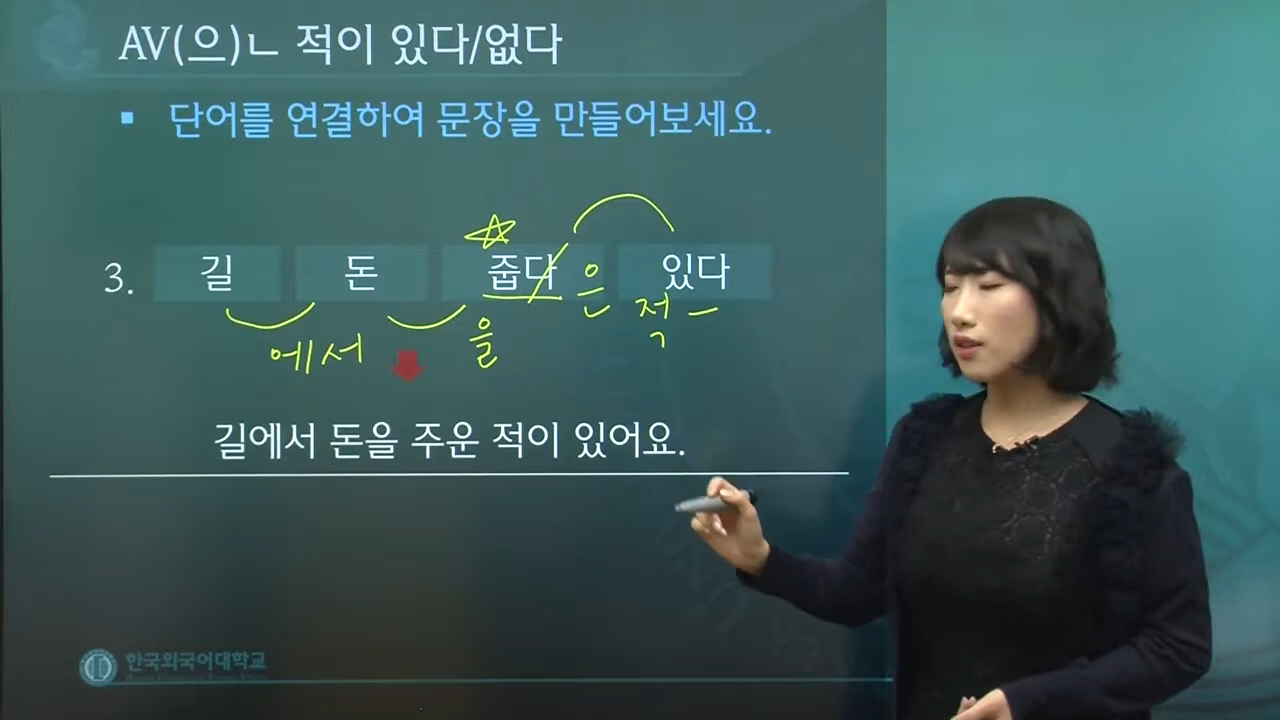 AV(으)ㄴ 적이 있다/없다
▪ 단어를 연결하여 문장을 만들어보세요.
3. 길 돈 줍다 은 있다
에서 을 적
길에서 돈을 주운 적이 있어요.
한국외국어대학교